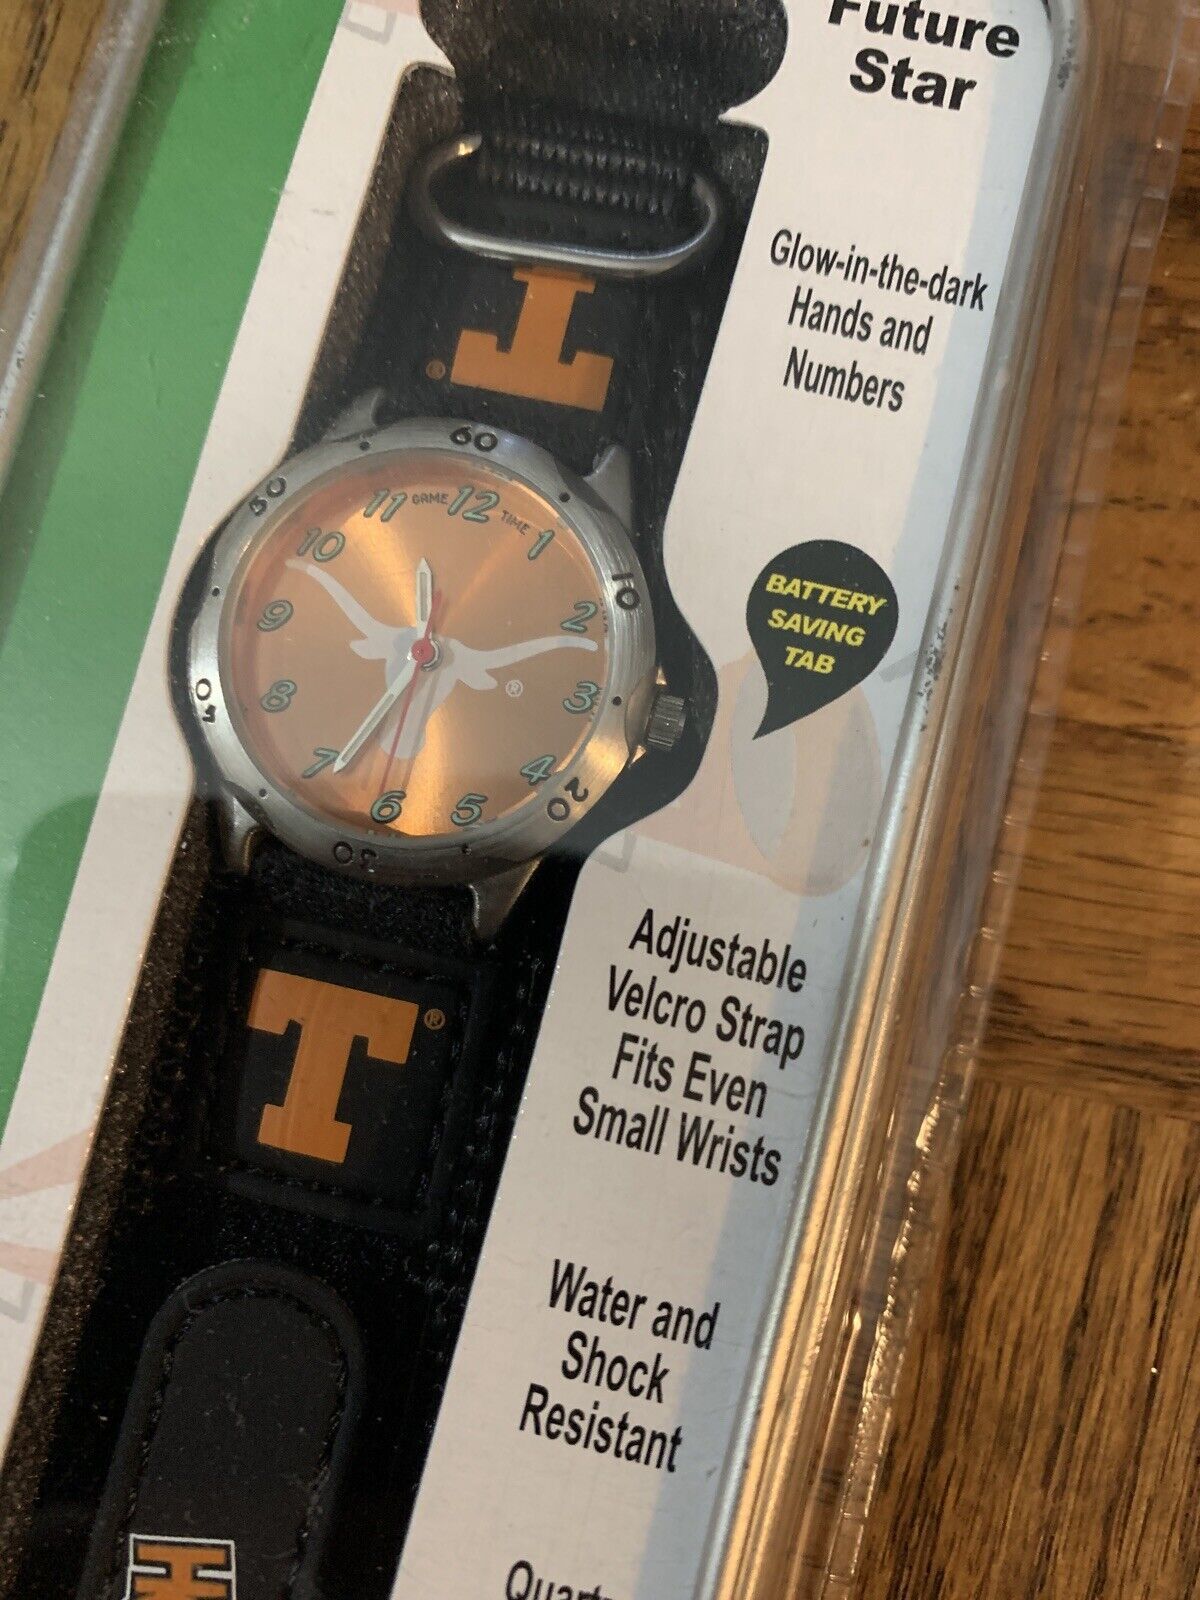 Future
Star
Glow-in-the-dark
Hands and
Numbers
T
®
60
50
10
40
20
30
11 GAME 12 TIME 1
10
2
9
3
8
4
7
6
5
®
BATTERY
SAVING
TAB
T ®
Adjustable
Velcro Strap
Fits Even
Small Wrists
Water and
Shock
Resistant